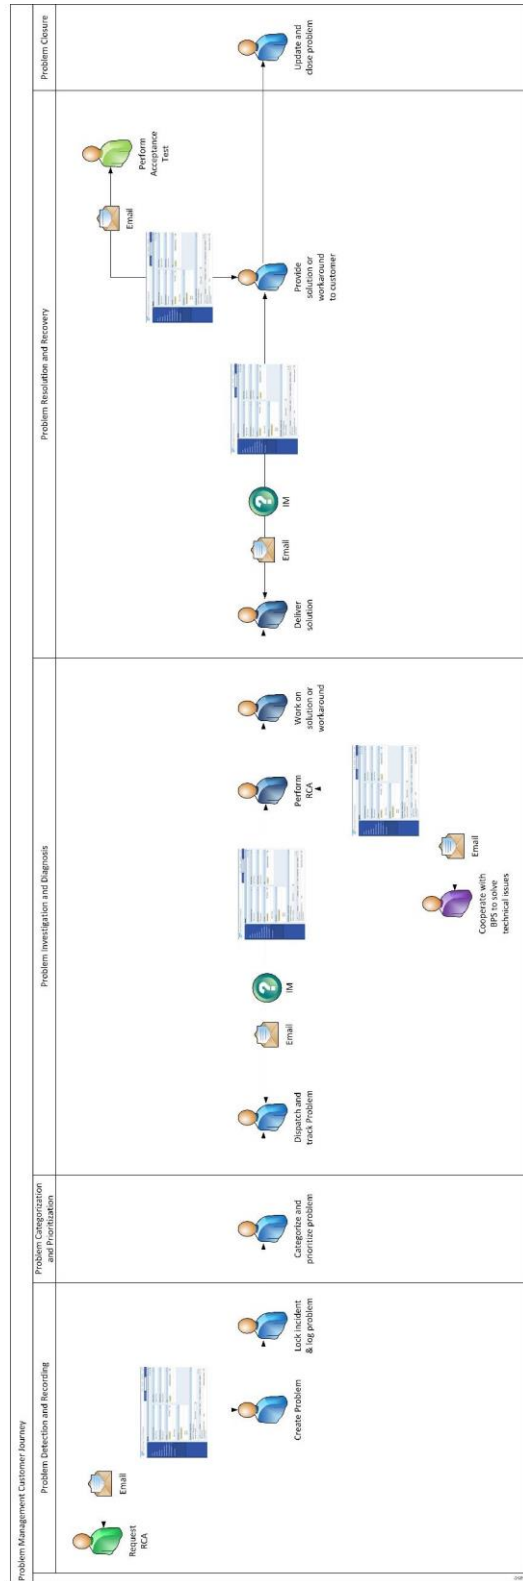 Problem Management Customer Journey
Problem Detection and Recording
Problem Categorization
and Prioritization
Problem Investigation and Diagnosis
Problem Resolution and Recovery
Problem Closure
Request
RCA
Email
Create Problem
Lock incident
& log problem
Categorize and
prioritize problem
Dispatch and
track Problem
Email
IM
Perform
RCA
Work on
solution or
workaround
Cooperate with
BPS to solve
technical issues
Email
Deliver
solution
Email
IM
Provide
solution or
workaround
to customer
Email
Perform
Acceptance
Test
Update and
close problem